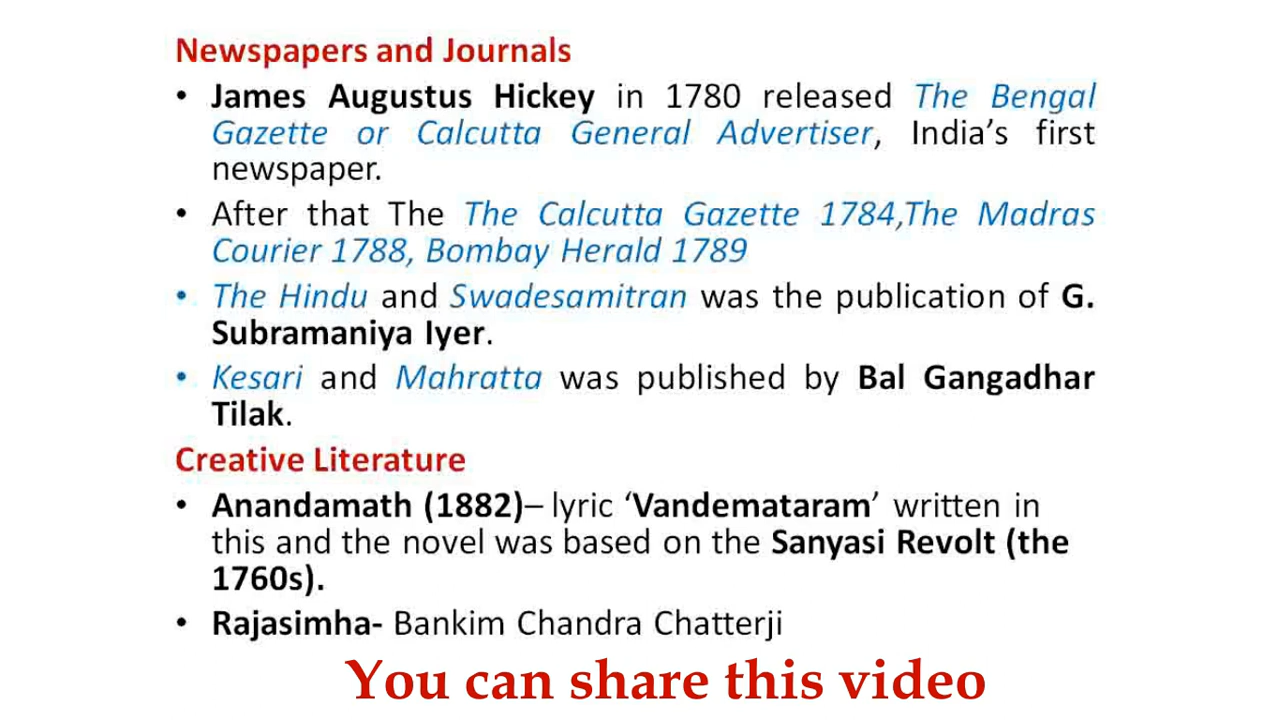 Newspapers and Journals
• James Augustus Hickey in 1780 released The Bengal
Gazette or Calcutta General Advertiser, India's first
newspaper.
• After that The The Calcutta Gazette 1784,The Madras
Courier 1788, Bombay Herald 1789
• The Hindu and Swadesamitran was the publication of G.
Subramaniya Iyer.
• Kesari and Mahratta was published by Bal Gangadhar
Tilak.
Creative Literature
• Anandamath (1882)– lyric ‘Vandemataram’ written in
this and the novel was based on the Sanyasi Revolt (the
1760s).
• Rajasimha- Bankim Chandra Chatterji
You can share this video